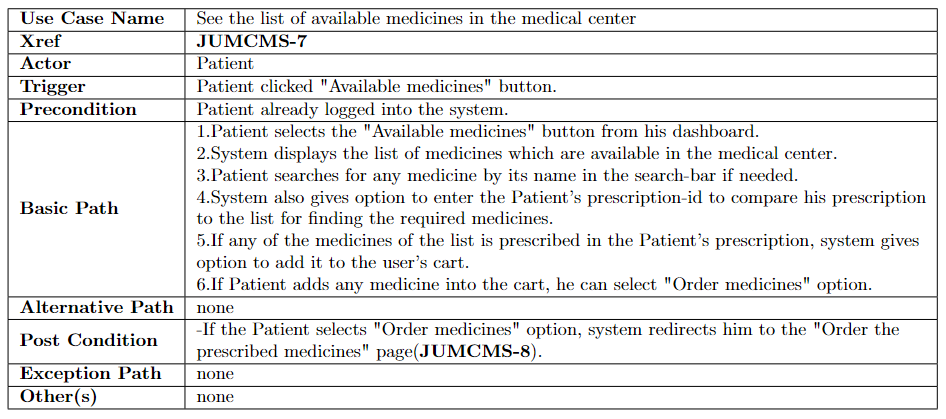 Use Case Name See the list of available medicines in the medical center
Xref JUMCMS-7
Actor Patient
Trigger Patient clicked "Available medicines" button.
Precondition Patient already logged into the system.
Basic Path
1.Patient selects the "Available medicines" button from his dashboard.
2.System displays the list of medicines which are available in the medical center.
3.Patient searches for any medicine by its name in the search-bar if needed.
4.System also gives option to enter the Patient's prescription-id to compare his prescription
to the list for finding the required medicines.
5.If any of the medicines of the list is prescribed in the Patient's prescription, system gives
option to add it to the user's cart.
6.If Patient adds any medicine into the cart, he can select "Order medicines" option.
Alternative Path none
Post Condition
-If the Patient selects "Order medicines" option, system redirects him to the "Order the
prescribed medicines" page(JUMCMS-8).
Exception Path none
Other(s) none